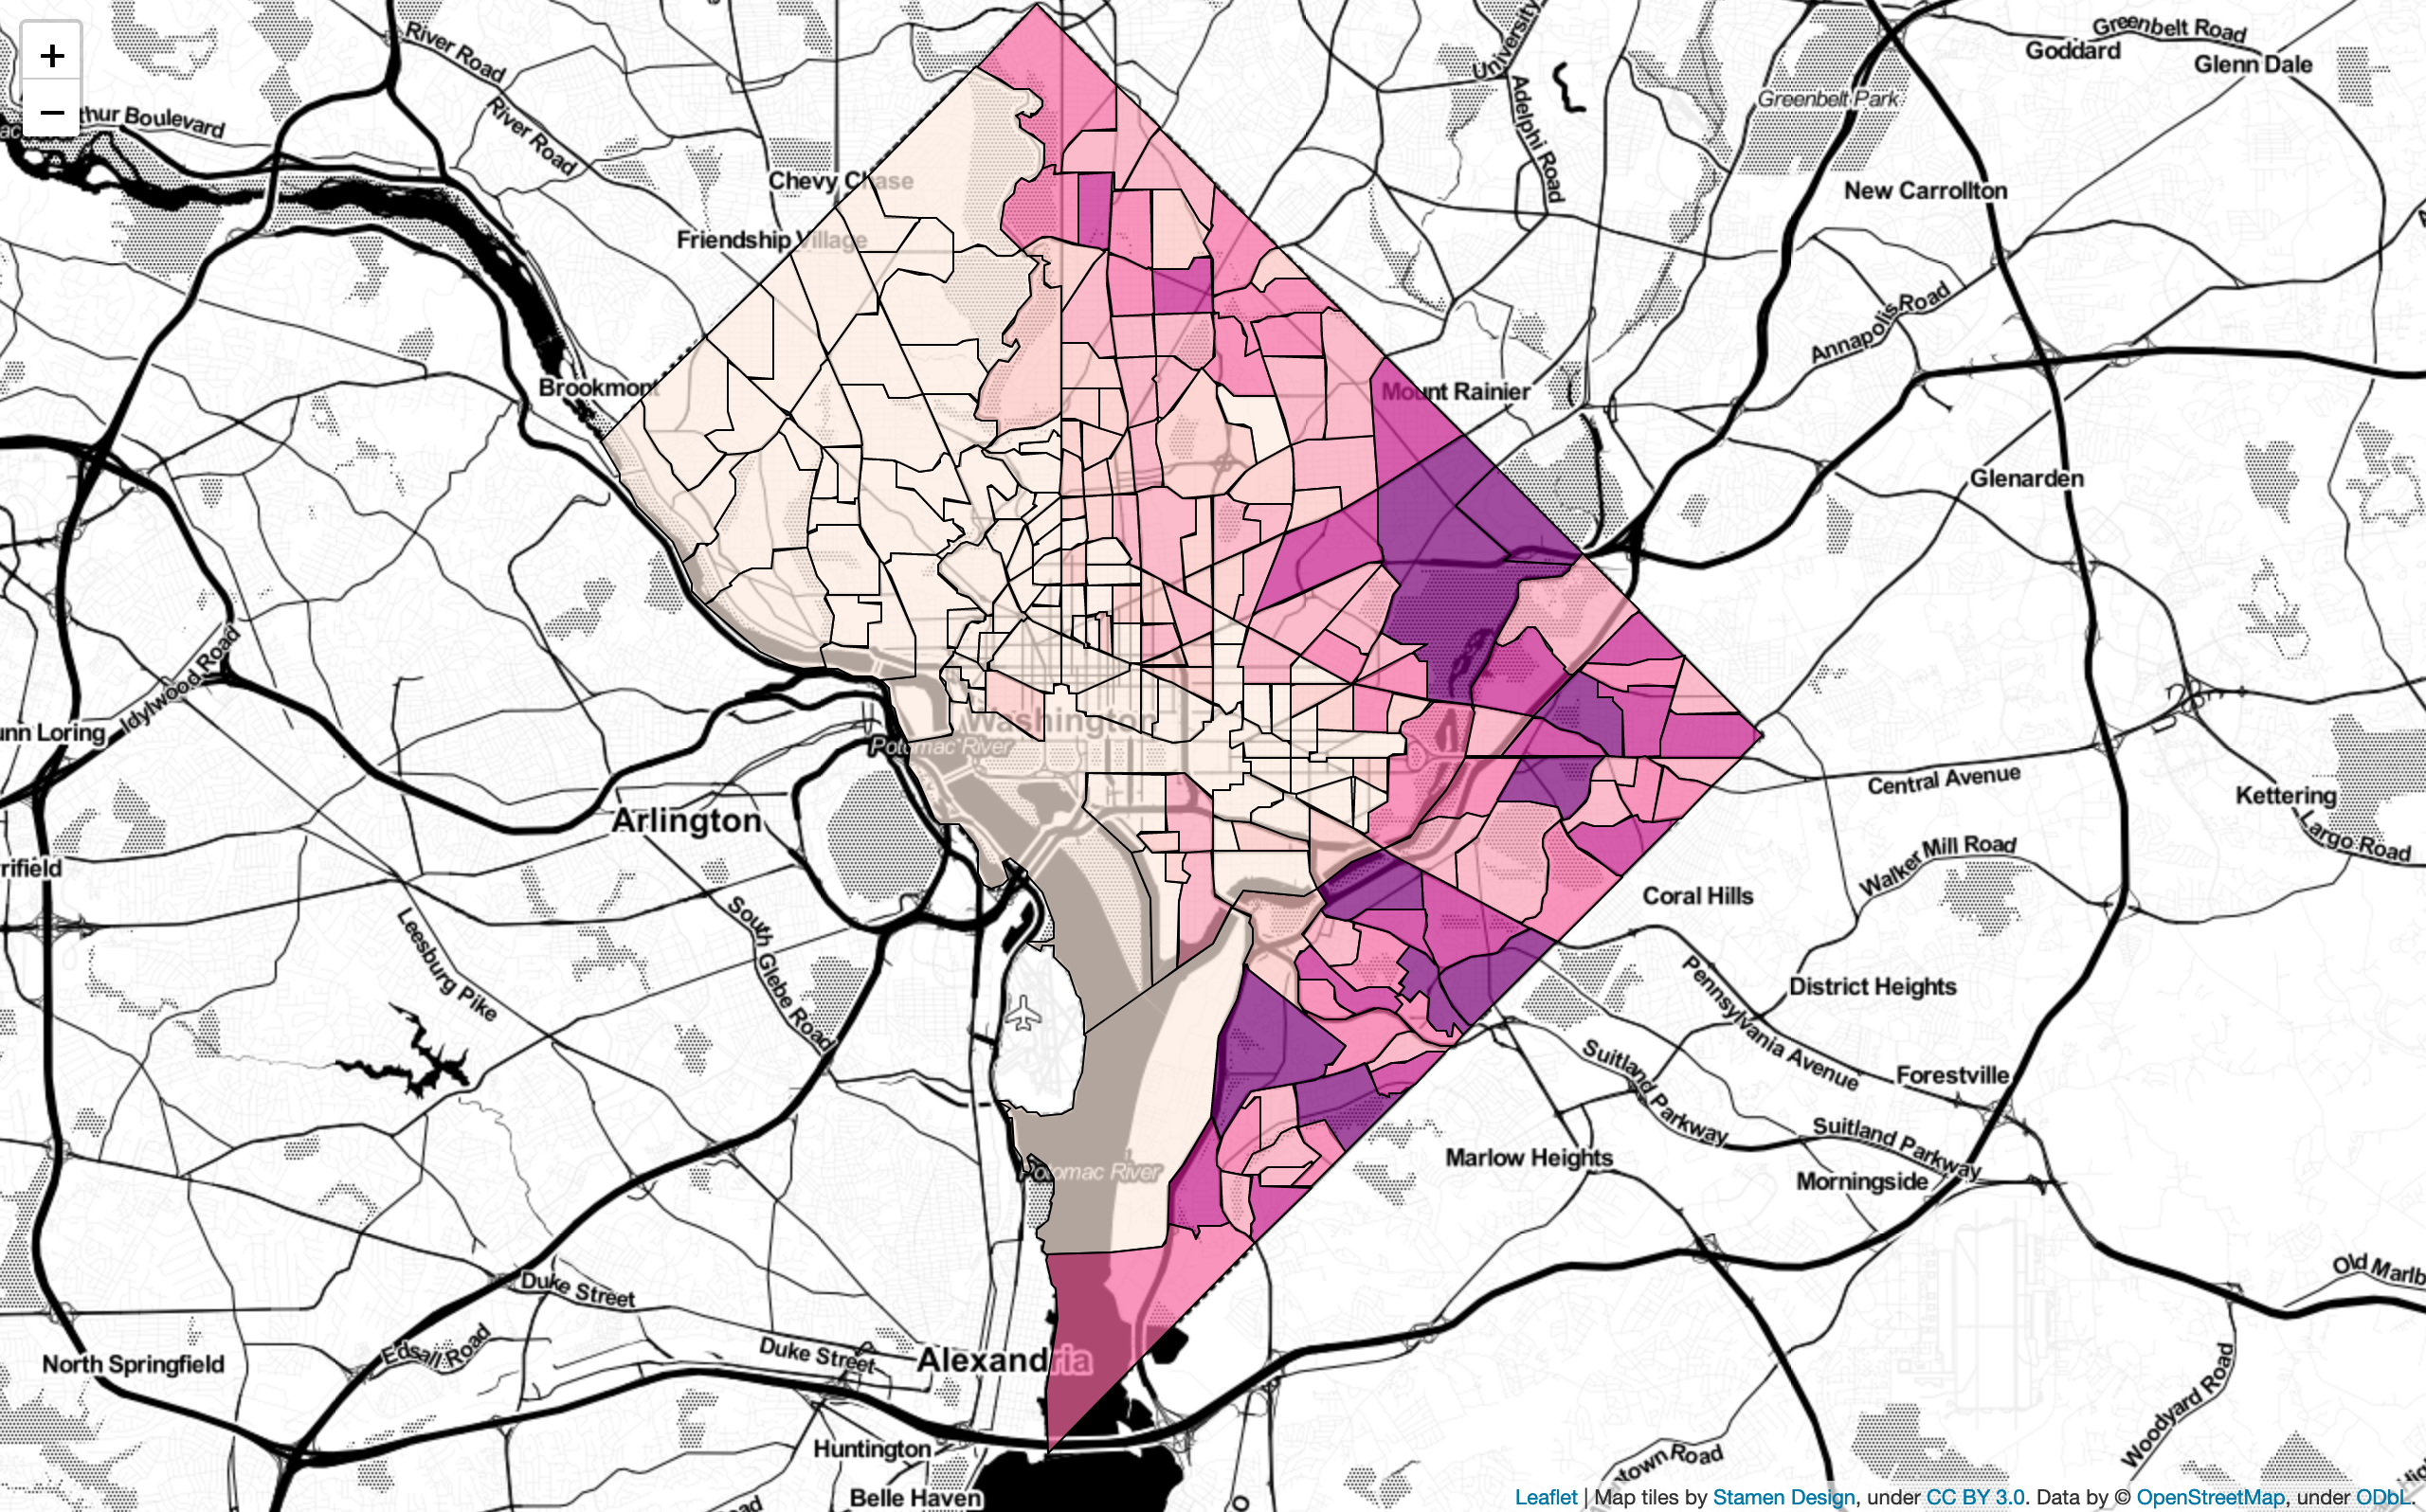 +
−
River Road
River Road
thur Boulevard
Chevy Chase
Friendship Village
Brookmont
University
Adelphi Road
Greenbelt Road
Goddard
Glenn Dale
Greenbelt Park
New Carrollton
Annapolis Road
Mount Rainier
Glenarden
Idylwood Road
unn Loring
Washington
Potomac River
Arlington
Central Avenue
Kettering
Largo Road
Walker Mill Road
rrifield
Coral Hills
South Glebe Road
Leesburg Pike
Pennsylvania Avenue
District Heights
Suitland Parkway
Forestville
Suitland Parkway
Marlow Heights
Morningside
Potomac River
Duke Street
Old Marlb
Edsall Road
North Springfield
Duke Street
Alexandria
Woodyard Road
Huntington
Belle Haven
town Road
Leaflet | Map tiles by Stamen Design, under CC BY 3.0. Data by © OpenStreetMap, under ODbL.